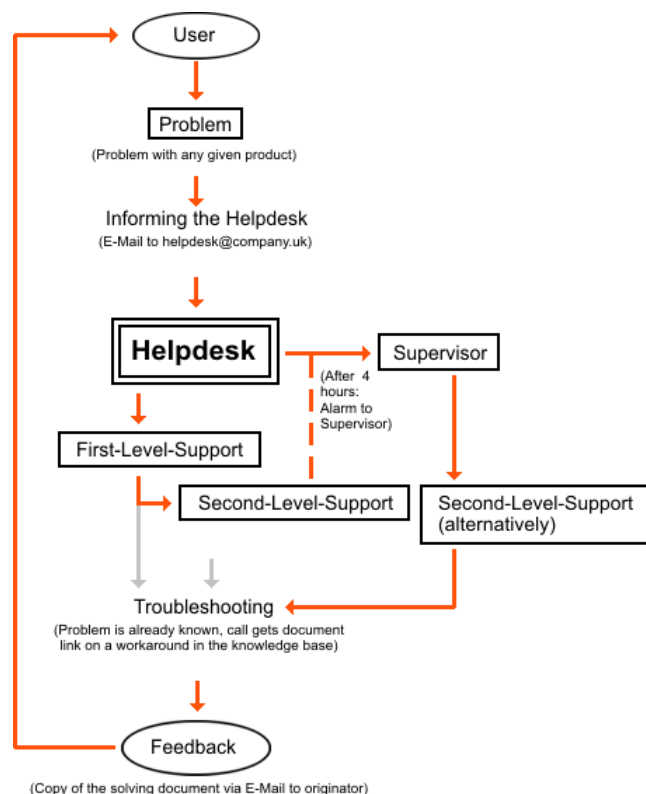 User
Problem
(Problem with any given product)
Informing the Helpdesk
(E-Mail to helpdesk@company.uk)
Helpdesk
Supervisor
(After 4
hours:
Alarm to
Supervisor)
First-Level-Support
Second-Level-Support
Second-Level-Support
(alternatively)
Troubleshooting
(Problem is already known, call gets document
link on a workaround in the knowledge base)
Feedback
(Copy of the solving document via E-Mail to originator)